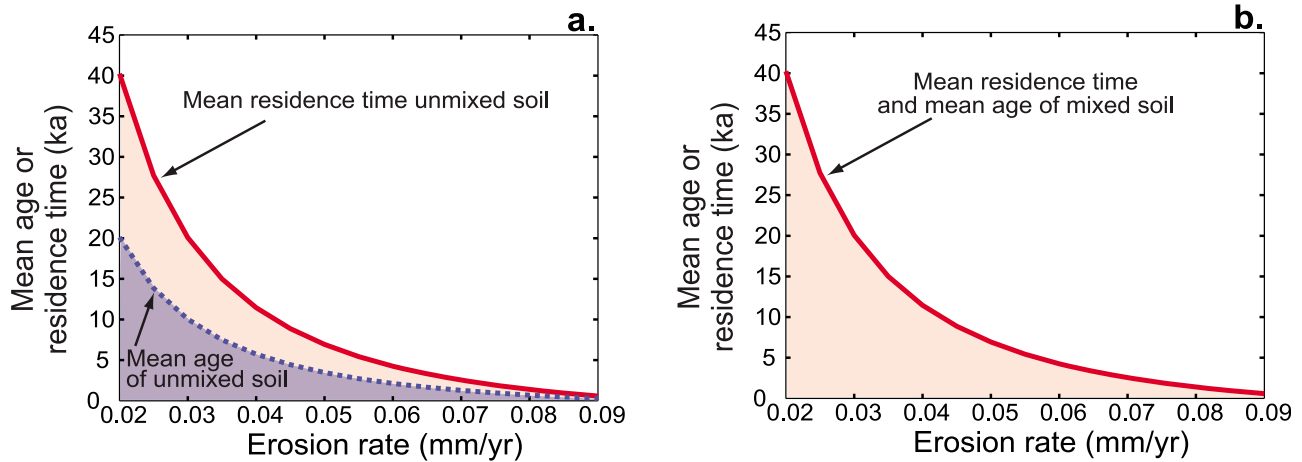 a.
Mean age or
residence time (ka)
45
40
35
30
25
20
15
10
5
0
Mean residence time unmixed soil
Mean age
of unmixed soil
0.02 0.03 0.04 0.05 0.06 0.07 0.08 0.09
Erosion rate (mm/yr)
b.
Mean age or
residence time (ka)
45
40
35
30
25
20
15
10
5
0
Mean residence time
and mean age of mixed soil
0.02 0.03 0.04 0.05 0.06 0.07 0.08 0.09
Erosion rate (mm/yr)